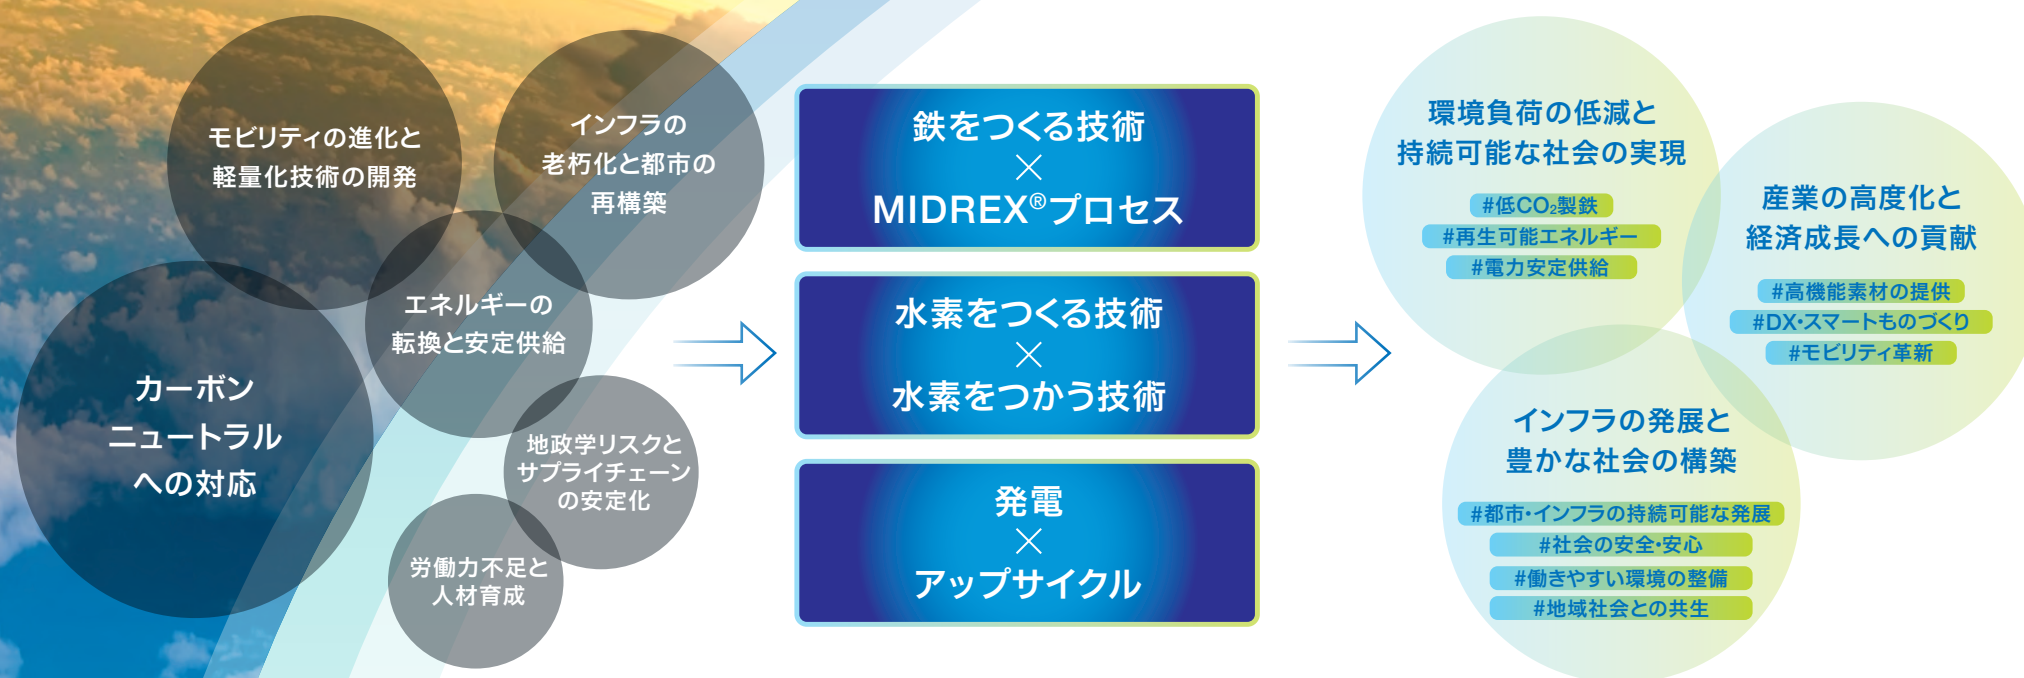 モビリティの進化と
軽量化技術の開発
インフラの
老朽化と都市の
再構築
エネルギーの
転換と安定供給
カーボン
ニュートラル
への対応
地政学リスクと
サプライチェーン
の安定化
労働力不足と
人材育成
鉄をつくる技術
×
MIDREX®プロセス
水素をつくる技術
×
水素をつかう技術
発電
×
アップサイクル
環境負荷の低減と
持続可能な社会の実現
#低CO₂製鉄
#再生可能エネルギー
#電力安定供給
産業の高度化と
経済成長への貢献
#高機能素材の提供
#DX・スマートものづくり
#モビリティ革新
インフラの発展と
豊かな社会の構築
#都市・インフラの持続可能な発展
#社会の安全・安心
#働きやすい環境の整備
#地域社会との共生